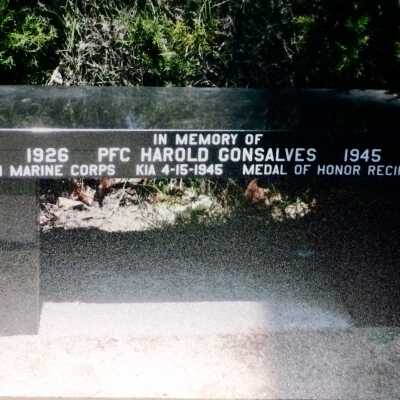 IN MEMORY OF
1926 PFC HAROLD GONSALVES 1945
MARINE CORPS KIA 4-15-1945 MEDAL OF HONOR